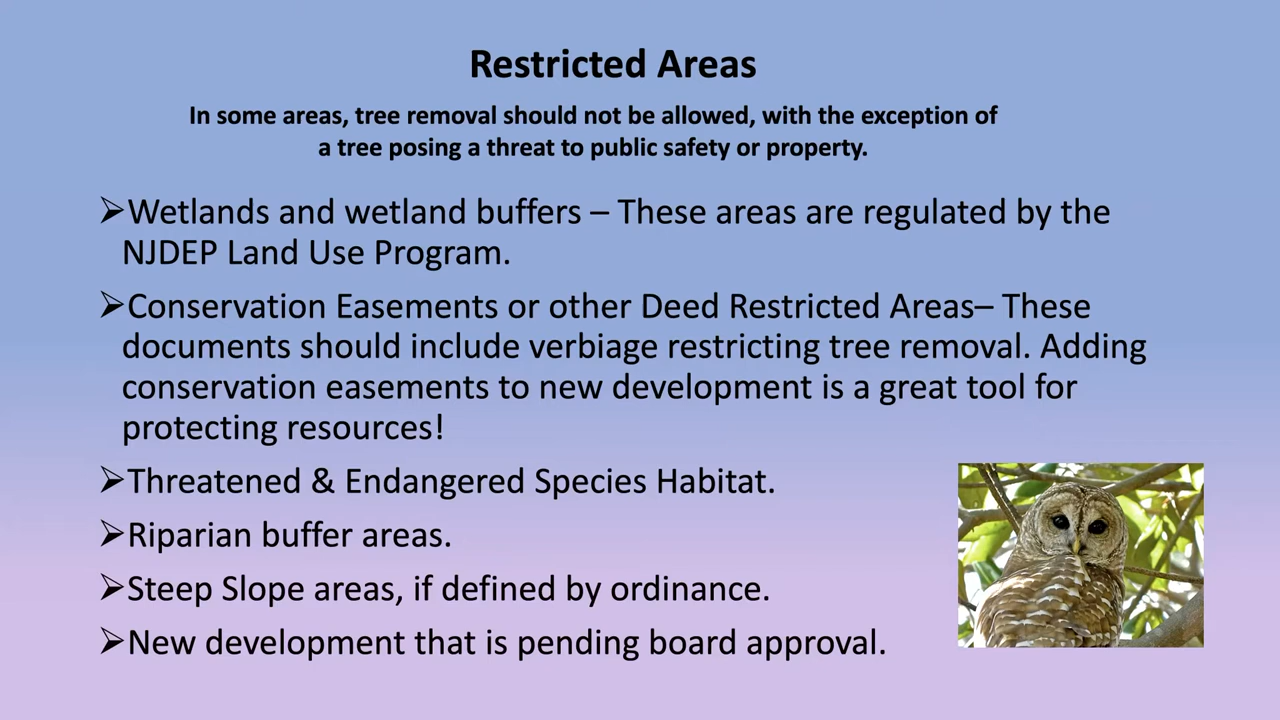 Restricted Areas
In some areas, tree removal should not be allowed, with the exception of
a tree posing a threat to public safety or property.
➢Wetlands and wetland buffers – These areas are regulated by the
NJDEP Land Use Program.
➢Conservation Easements or other Deed Restricted Areas– These
documents should include verbiage restricting tree removal. Adding
conservation easements to new development is a great tool for
protecting resources!
➢Threatened & Endangered Species Habitat.
➢Riparian buffer areas.
➢Steep Slope areas, if defined by ordinance.
➢New development that is pending board approval.